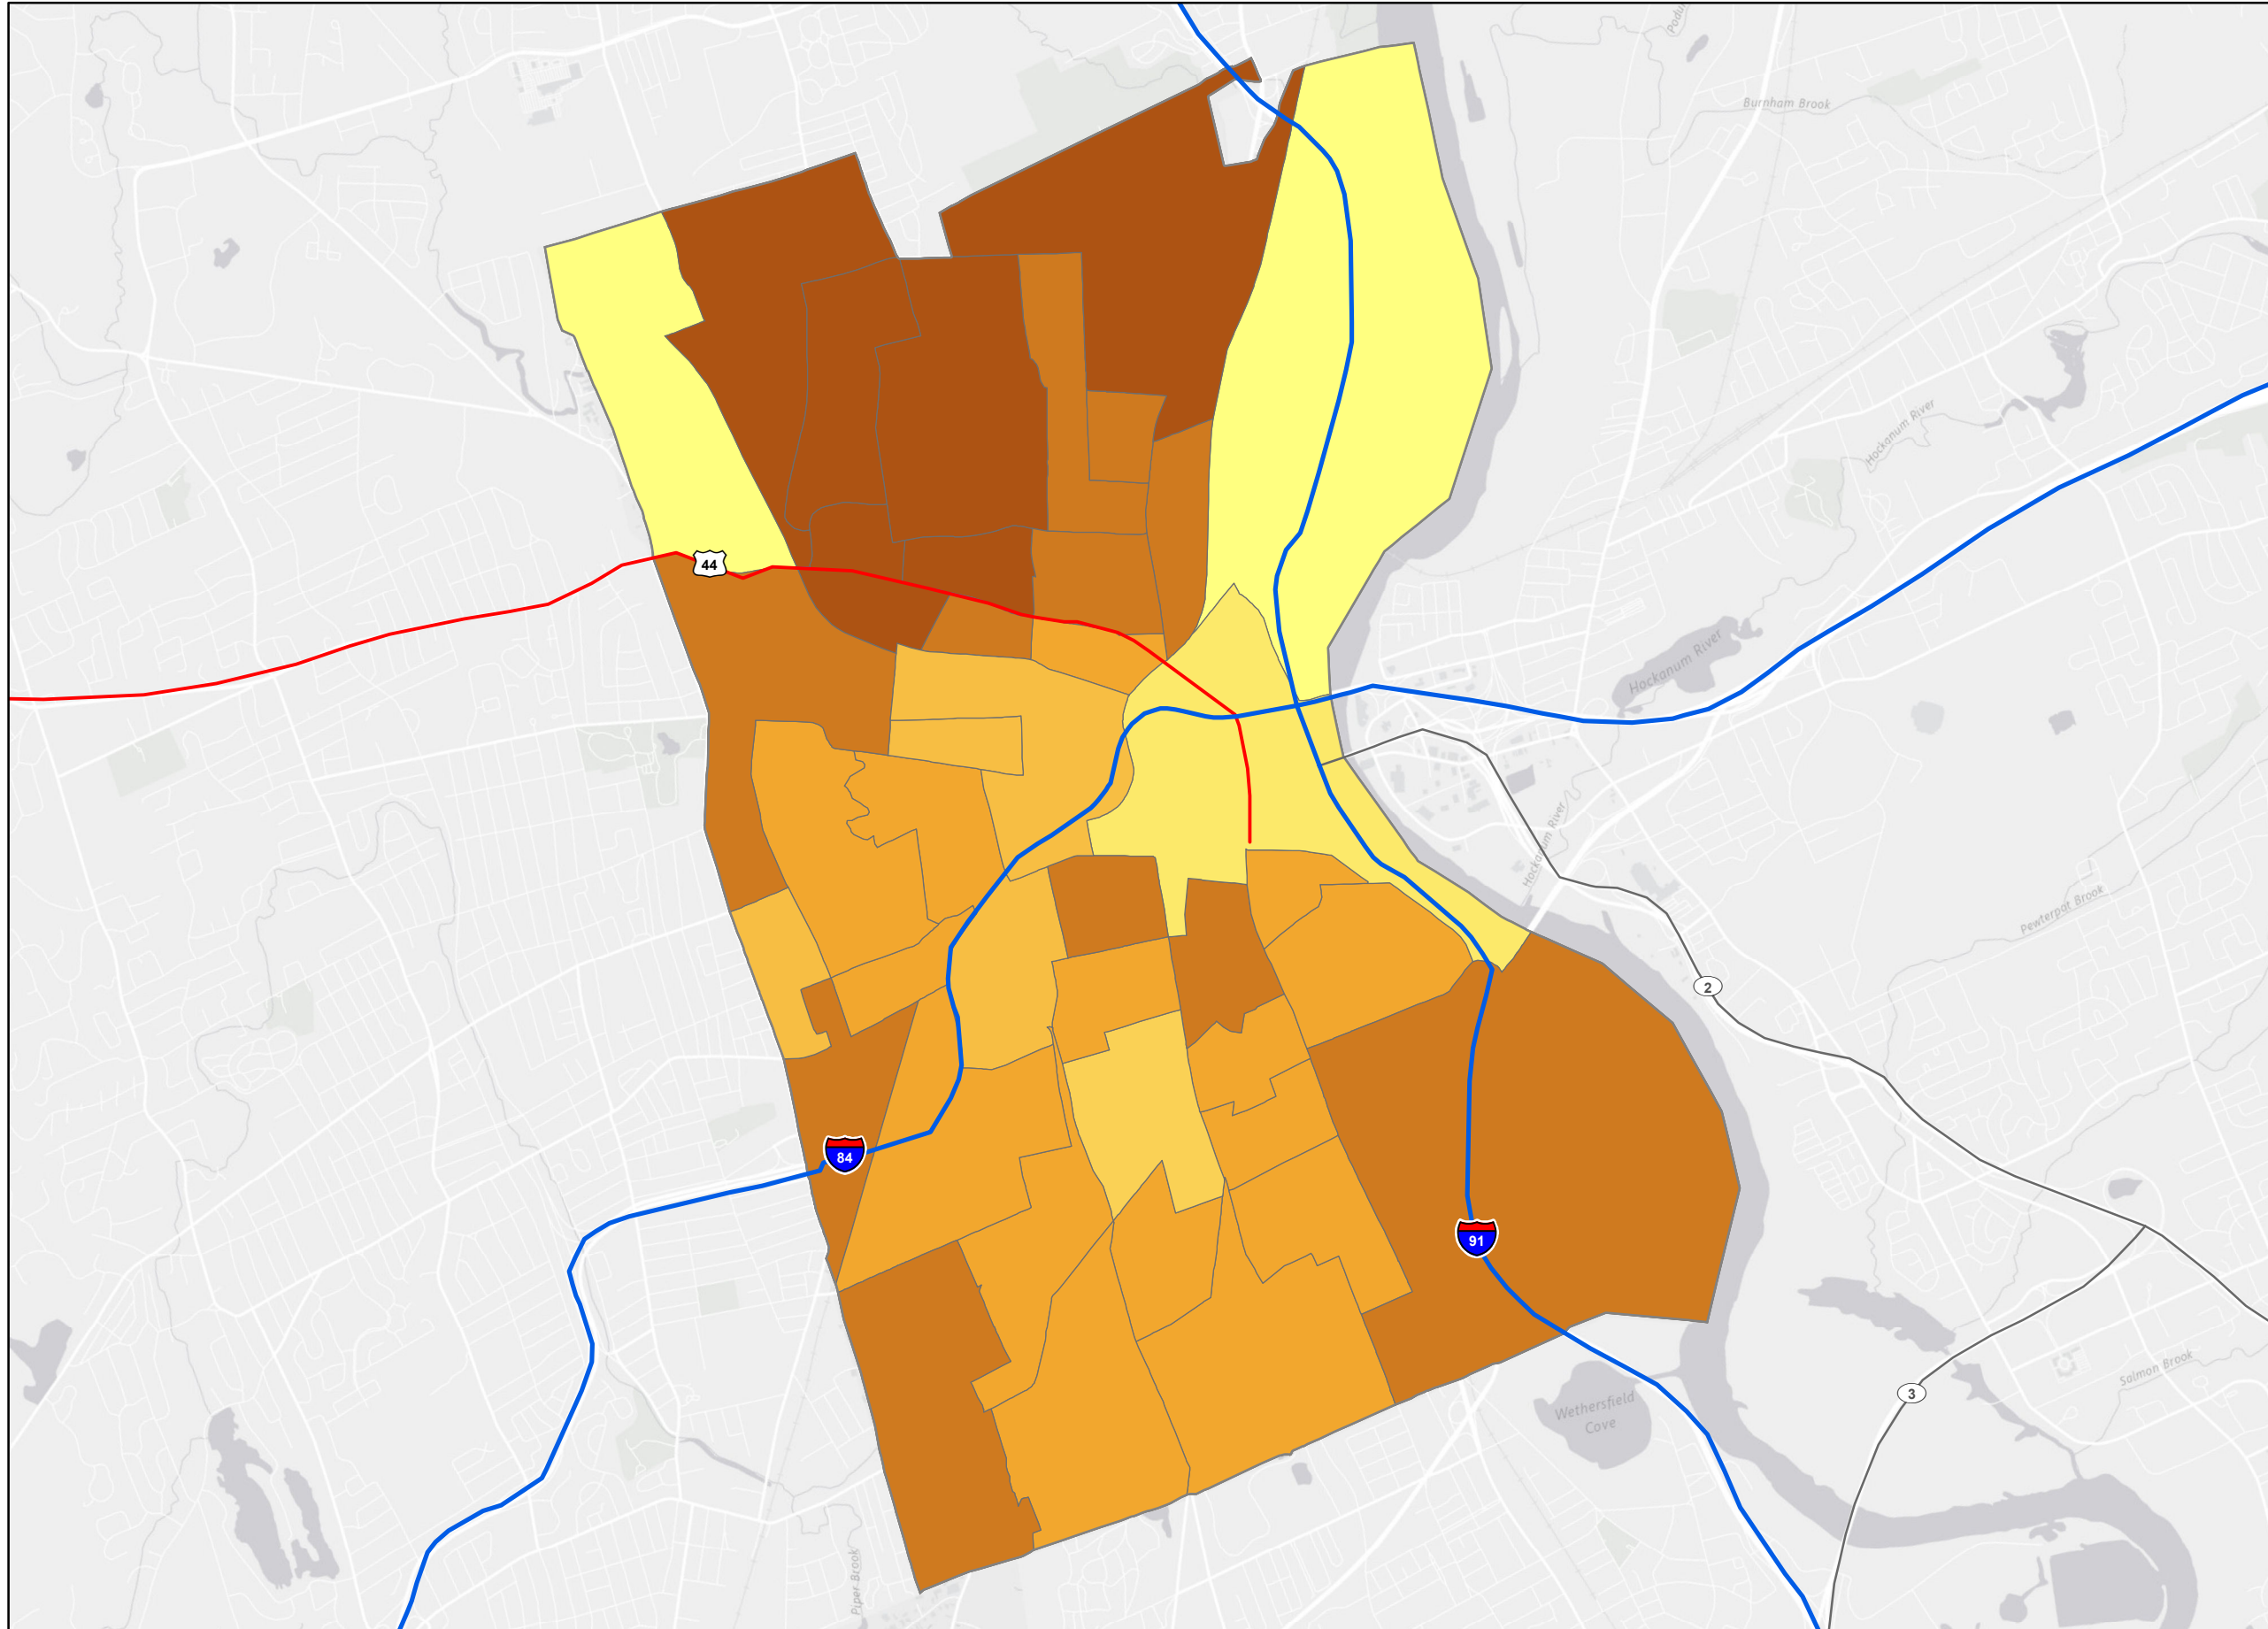 Burnham Brook
Hockanum River
44
Hockanum River
Hockanum River
Pewterpot Brook
2
84
91
Salmon Brook
3
Wethersfield
Cove
Piper Brook